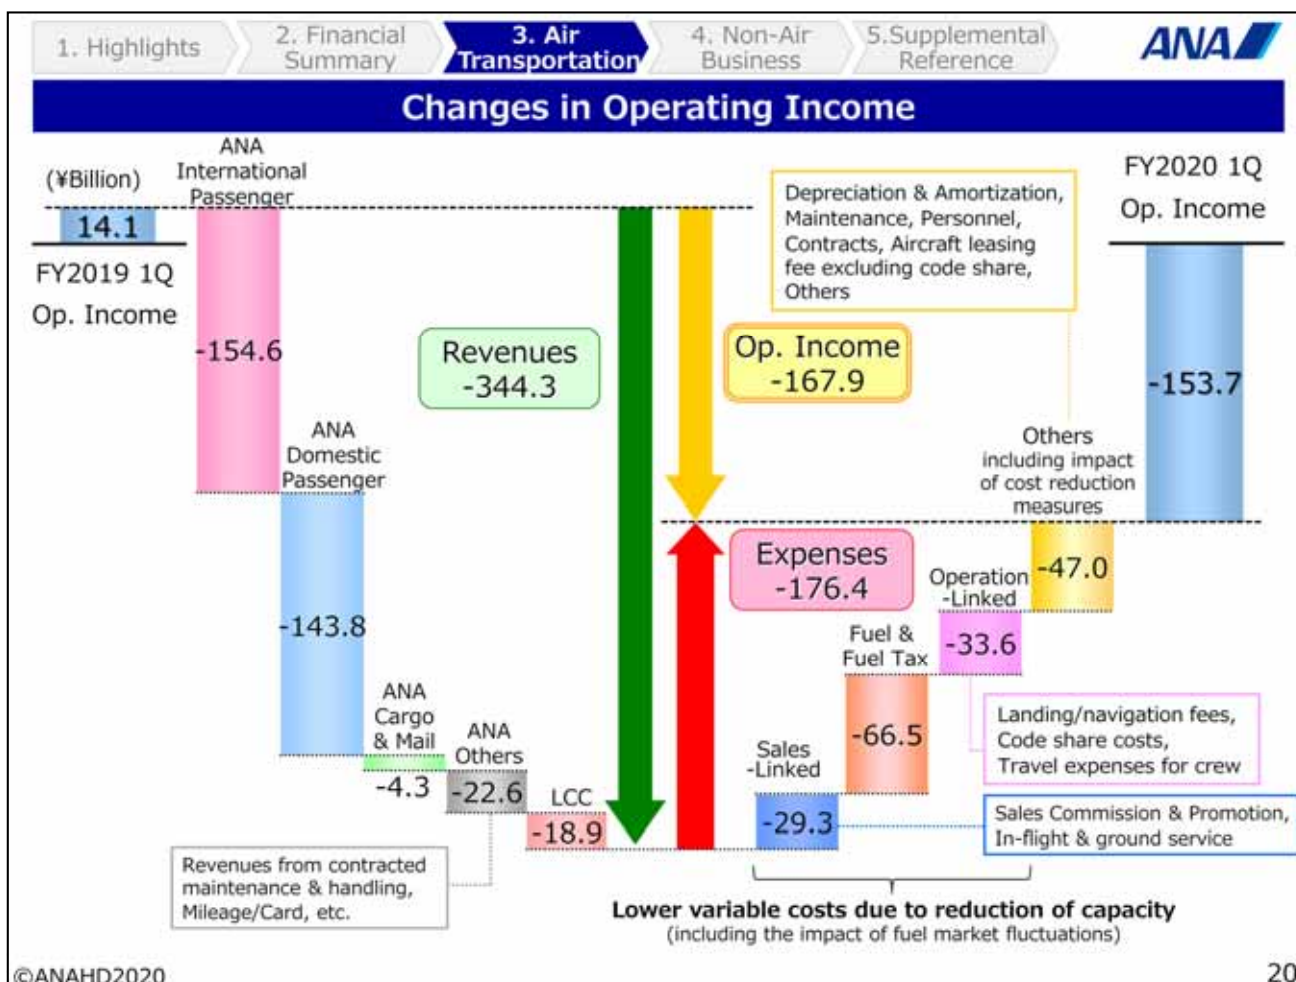 1. Highlights
2. Financial
Summary
3. Air
Transportation
4. Non-Air
Business
5.Supplemental
Reference
ANA
Changes in Operating Income
(¥Billion)
14.1
FY2019 1Q
Op. Income
ANA
International
Passenger
-154.6
ANA
Domestic
Passenger
-143.8
ANA
Cargo
& Mail
-4.3
ANA
Others
-22.6
LCC
-18.9
Revenues from contracted
maintenance & handling,
Mileage/Card, etc.
Revenues
-344.3
Op. Income
-167.9
Expenses
-176.4
Sales
-Linked
-29.3
Fuel &
Fuel Tax
-66.5
Operation
-Linked
-33.6
Others
including impact
of cost reduction
measures
-47.0
Depreciation & Amortization,
Maintenance, Personnel,
Contracts, Aircraft leasing
fee excluding code share,
Others
FY2020 1Q
Op. Income
-153.7
Landing/navigation fees,
Code share costs,
Travel expenses for crew
Sales Commission & Promotion,
In-flight & ground service
Lower variable costs due to reduction of capacity
(including the impact of fuel market fluctuations)
©ANAHD2020
20